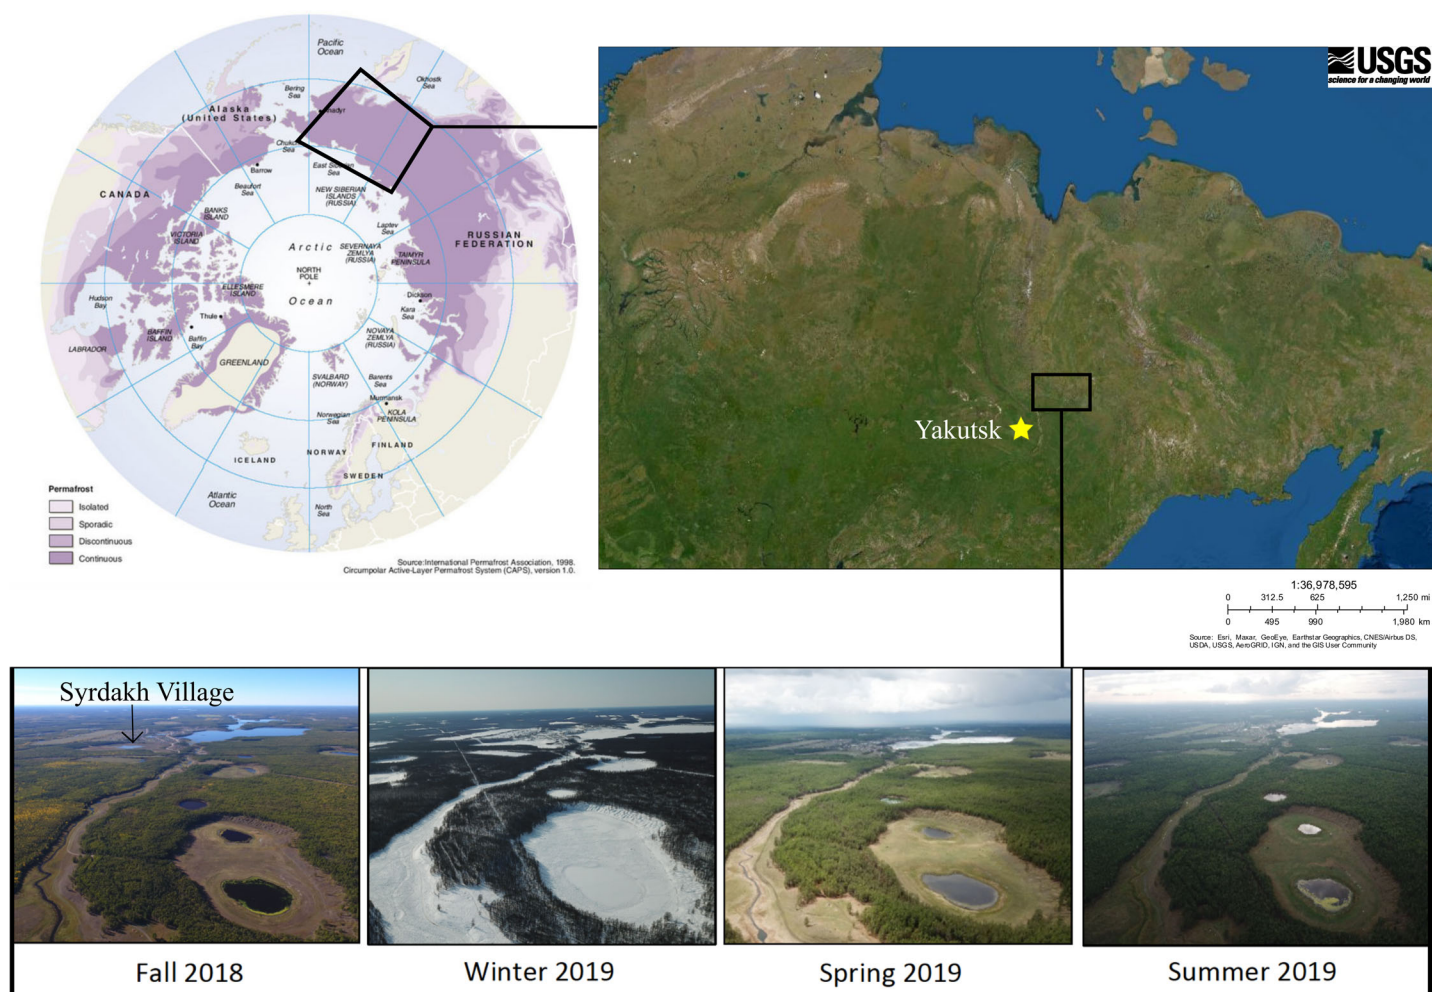 Pacific
Ocean
Okhostk
Sea
Bering
Sea
Alaska
(United States)
Chukchi
Sea
Barrow
East Siberian
Sea
Beaufort
Sea
NEW SIBERIAN
ISLANDS
(RUSSIA)
CANADA
BANKS
ISLAND
VICTORIA
ISLAND
Laptev
Sea
RUSSIAN
FEDERATION
Arctic
SEVERNAYA
ZEMLYA
(RUSSIA)
TAIMYR
PENINSULA
NORTH
POLE
ELLESMERE
ISLAND
Ocean
Dickson
Hudson
Bay
Kara
Sea
Thule
BAFFIN
ISLAND
Baffin
Bay
NOVAYA
ZEMLYA
(RUSSIA)
LABRADOR
GREENLAND
SVALBARD
(NORWAY)
Barents
Sea
Murmansk
KOLA
PENINSULA
Norwegian
Sea
FINLAND
NORWAY
ICELAND
SWEDEN
Atlantic
Ocean
North
Sea
Permafrost
Isolated
Sporadic
Discontinuous
Continuous
Source:International Permafrost Association, 1998.
Circumpolar Active-Layer Permafrost System (CAPS), version 1.0.
USGS
science for a changing world
Yakutsk
1:36,978,595
0 312.5 625 1,250 mi
0 495 990 1,980 km
Source: Esri, Maxar, GeoEye, Earthstar Geographics, CNES/Airbus DS,
USDA, USGS, AeroGRID, IGN, and the GIS User Community
Syrdakh Village
Fall 2018
Winter 2019
Spring 2019
Summer 2019